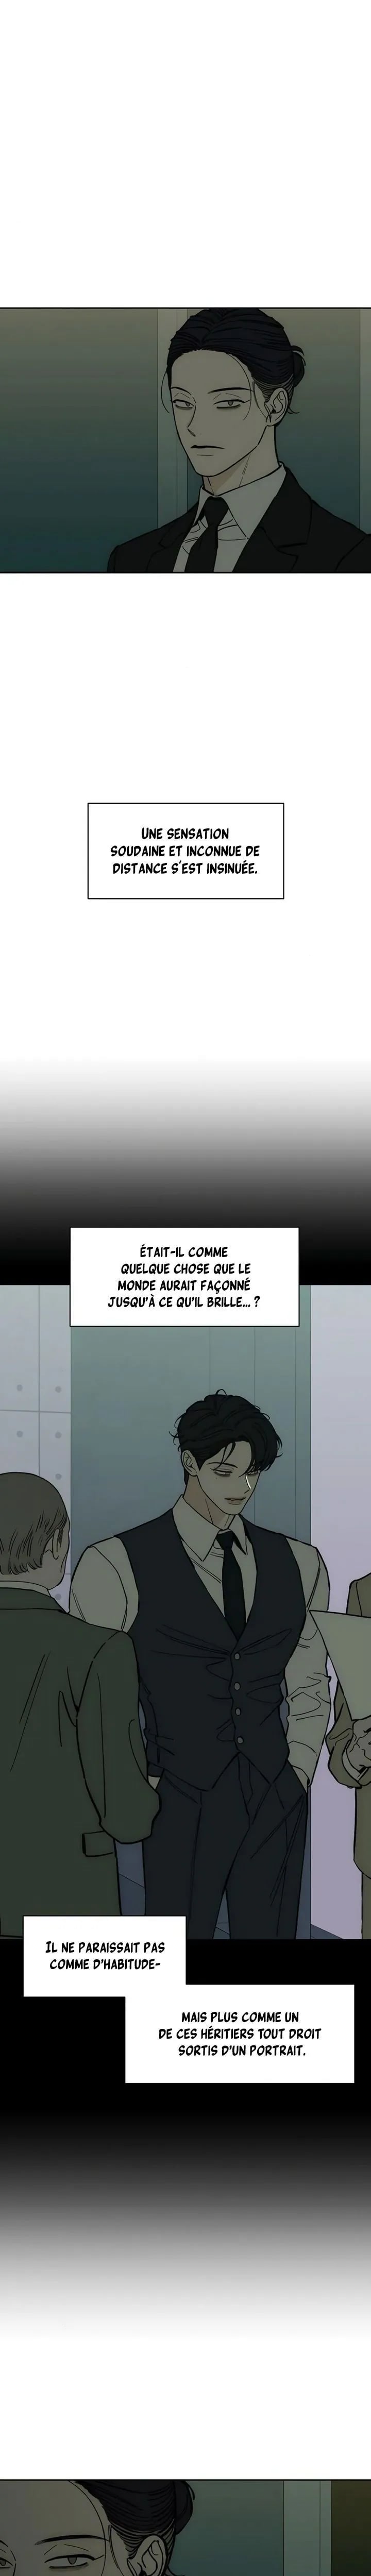 UNE SENSATION
SOUDAINE ET INCONNUE DE
DISTANCE S'EST INSINUÉE.
ÉTAIT-IL COMME
QUELQUE CHOSE QUE LE
MONDE AURAIT FAÇONNÉ
JUSQU'À CE QU'IL BRILLE... ?
IL NE PARAISSAIT PAS
COMME D'HABITUDE-
MAIS PLUS COMME UN
DE CES HÉRITIERS TOUT DROIT
SORTIS D'UN PORTRAIT.